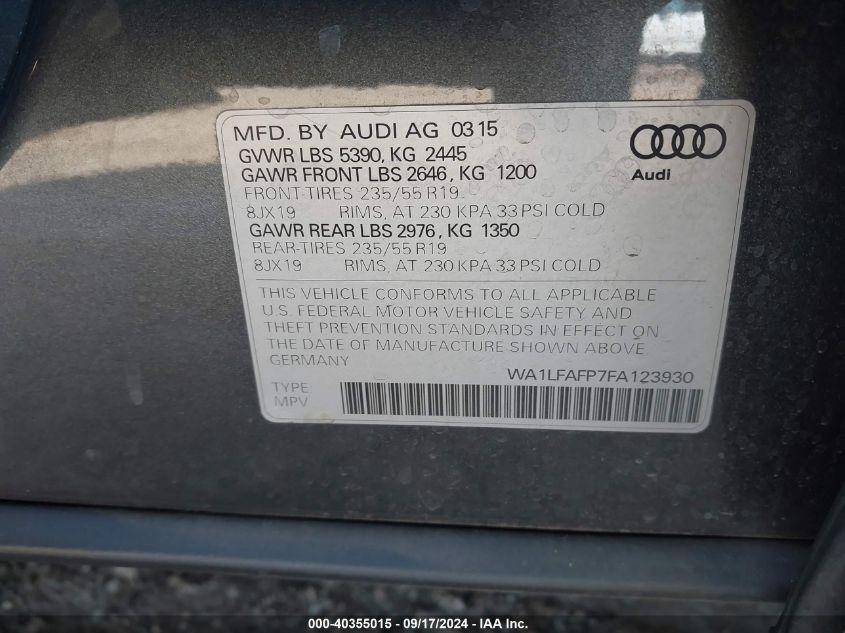 MFD. BY AUDI AG 03 15
GVWR LBS 5390, KG 2445
GAWR FRONT LBS 2646, KG 1200
FRONT-TIRES 235/55 R19
8JX19 RIMS, AT 230 KPA 33 PSI COLD
GAWR REAR LBS 2976, KG 1350
REAR-TIRES 235/55 R19
8JX19 RIMS, AT 230 KPA 33 PSI COLD
Audi
THIS VEHICLE CONFORMS TO ALL APPLICABLE
U.S. FEDERAL MOTOR VEHICLE SAFETY AND
THEFT PREVENTION STANDARDS IN EFFECT ON
THE DATE OF MANUFACTURE SHOWN ABOVE
GERMANY
WA1LFAFP7FA123930
TYPE
MPV
000-40355015 - 09/17/2024 - IAAI.COM